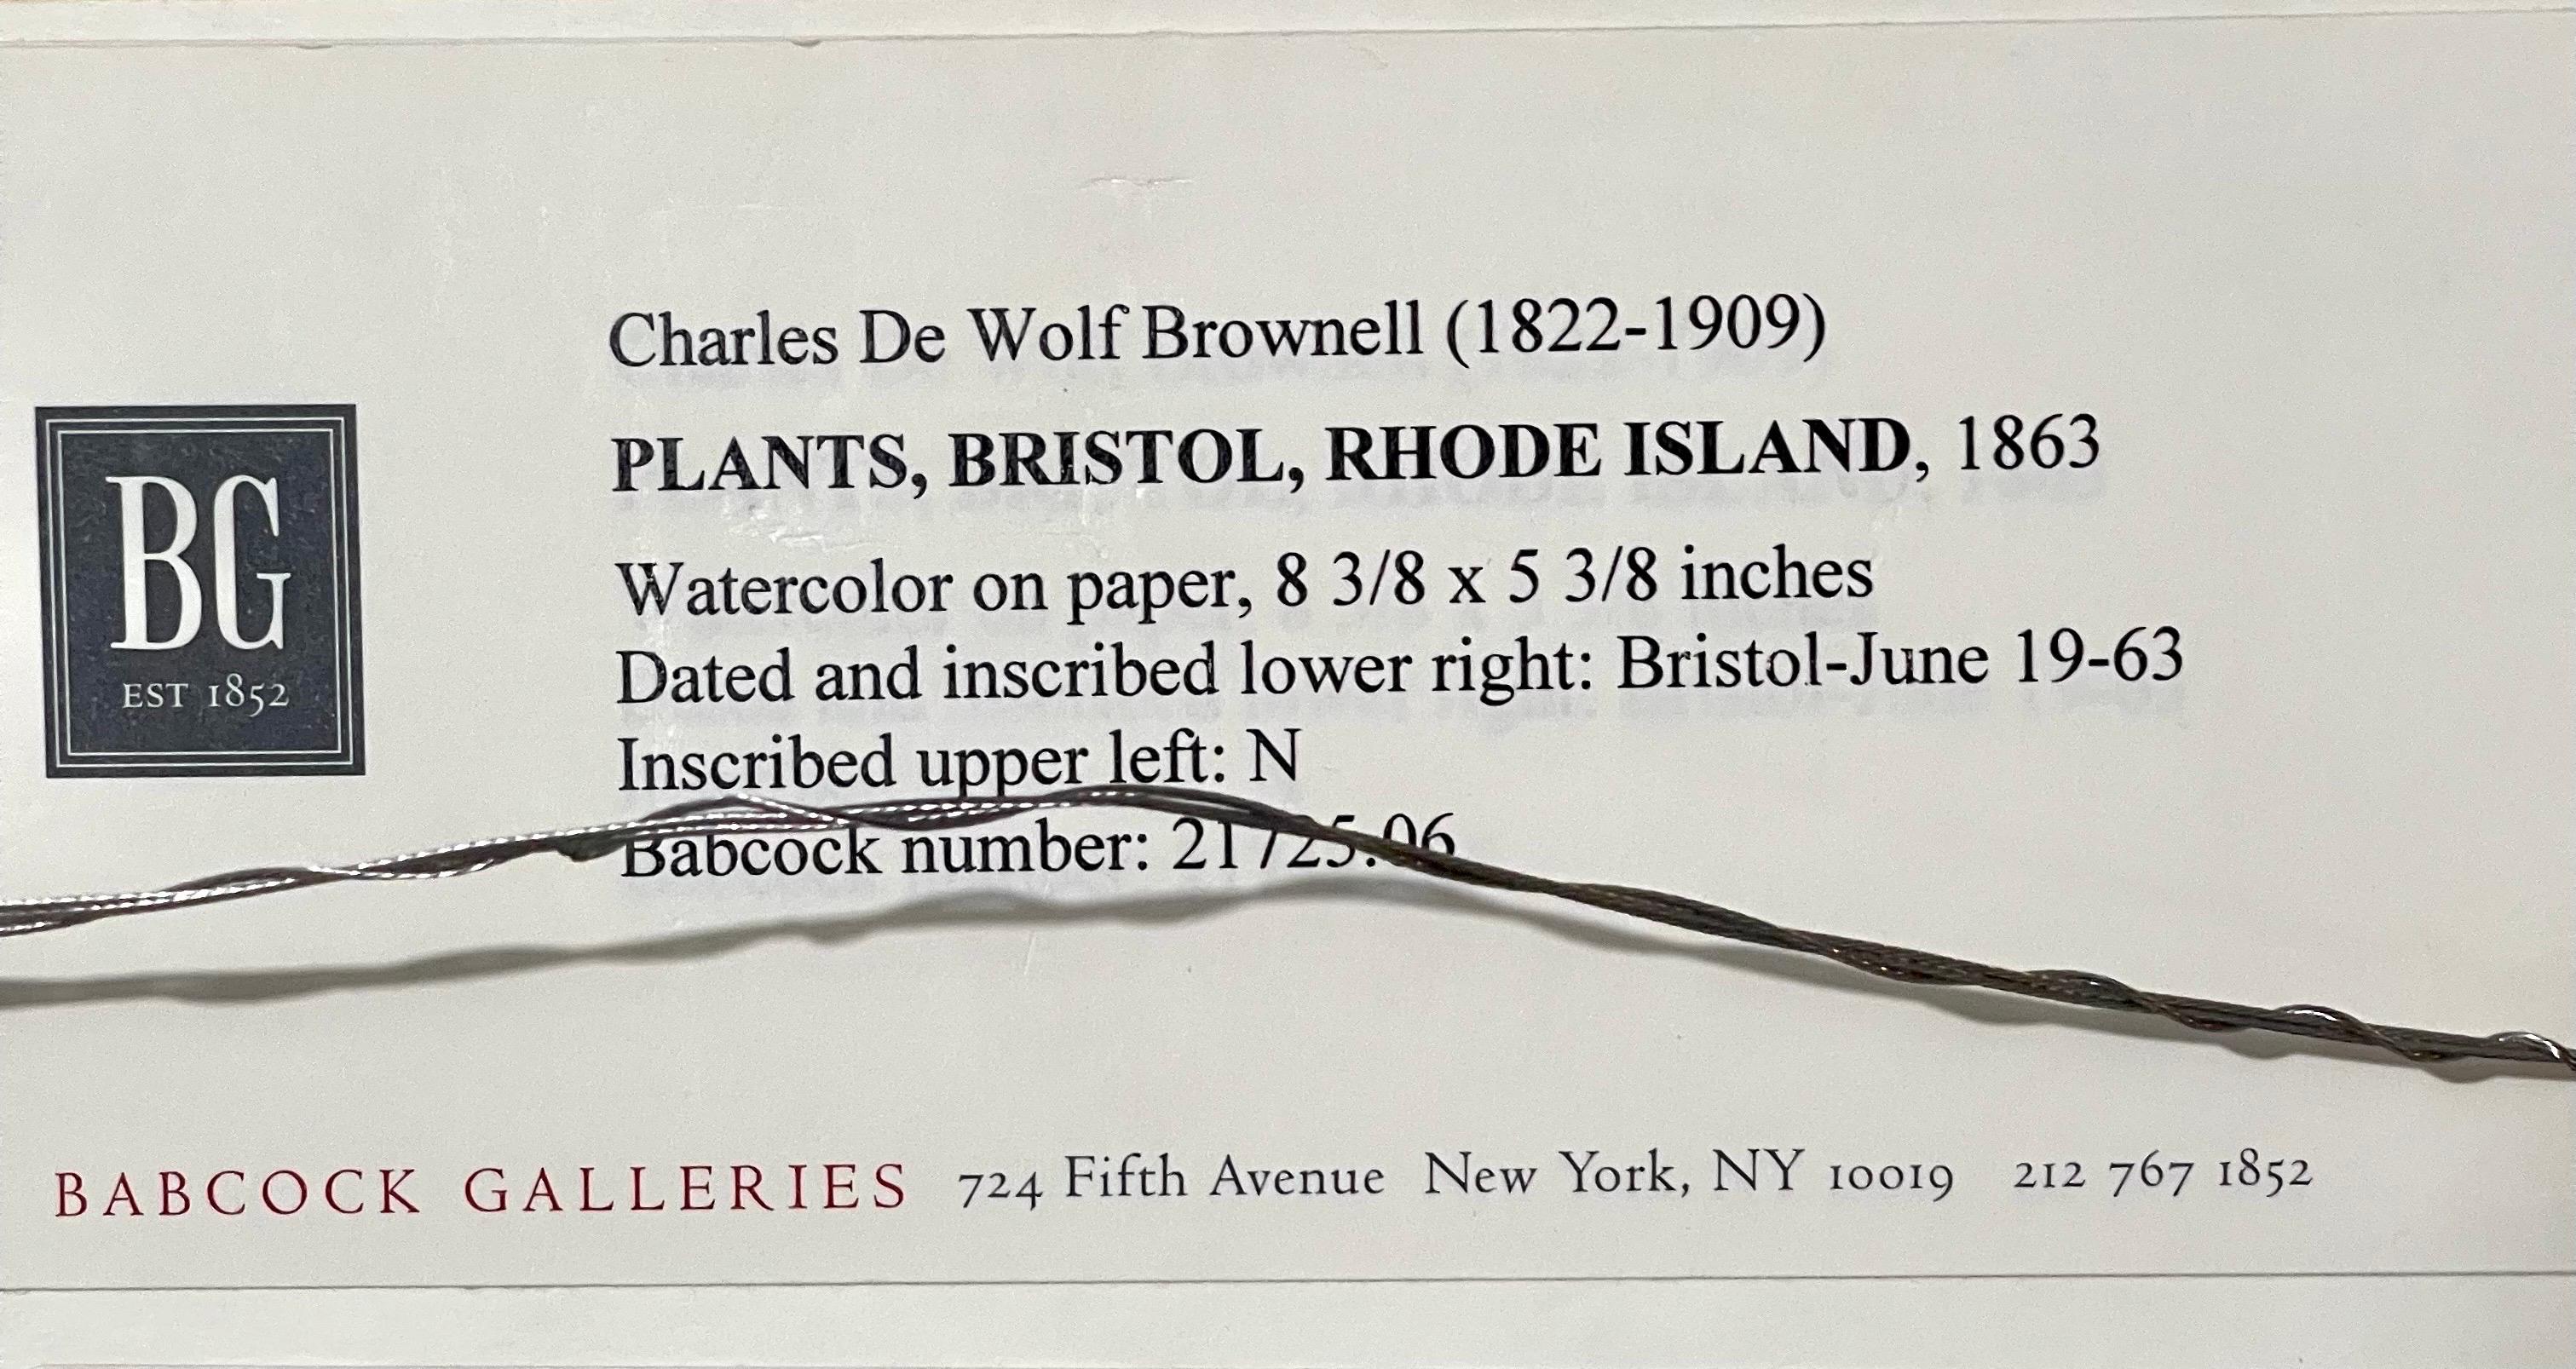 Charles De Wolf Brownell (1822-1909)
PLANTS, BRISTOL, RHODE ISLAND, 1863
Watercolor on paper, 8 3/8 x 5 3/8 inches
Dated and inscribed lower right: Bristol-June 19-63
Inscribed upper left: N
Babcock number: 21725.06
BG
EST 1852
BABCOCK GALLERIES 724 Fifth Avenue New York, NY 10019 212 767 1852